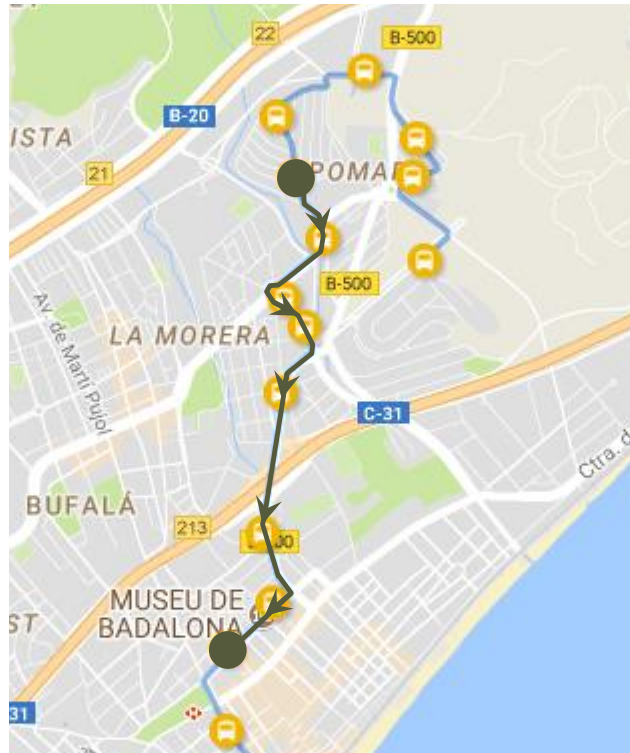 22
B-500
B-20
ISTA
21
POMAR
B-500
LA MORERA
Av. de Martí Pujol
C-31
Ctra. d
BUFALÁ
213
MUSEU DE
BADALONA
ST
31